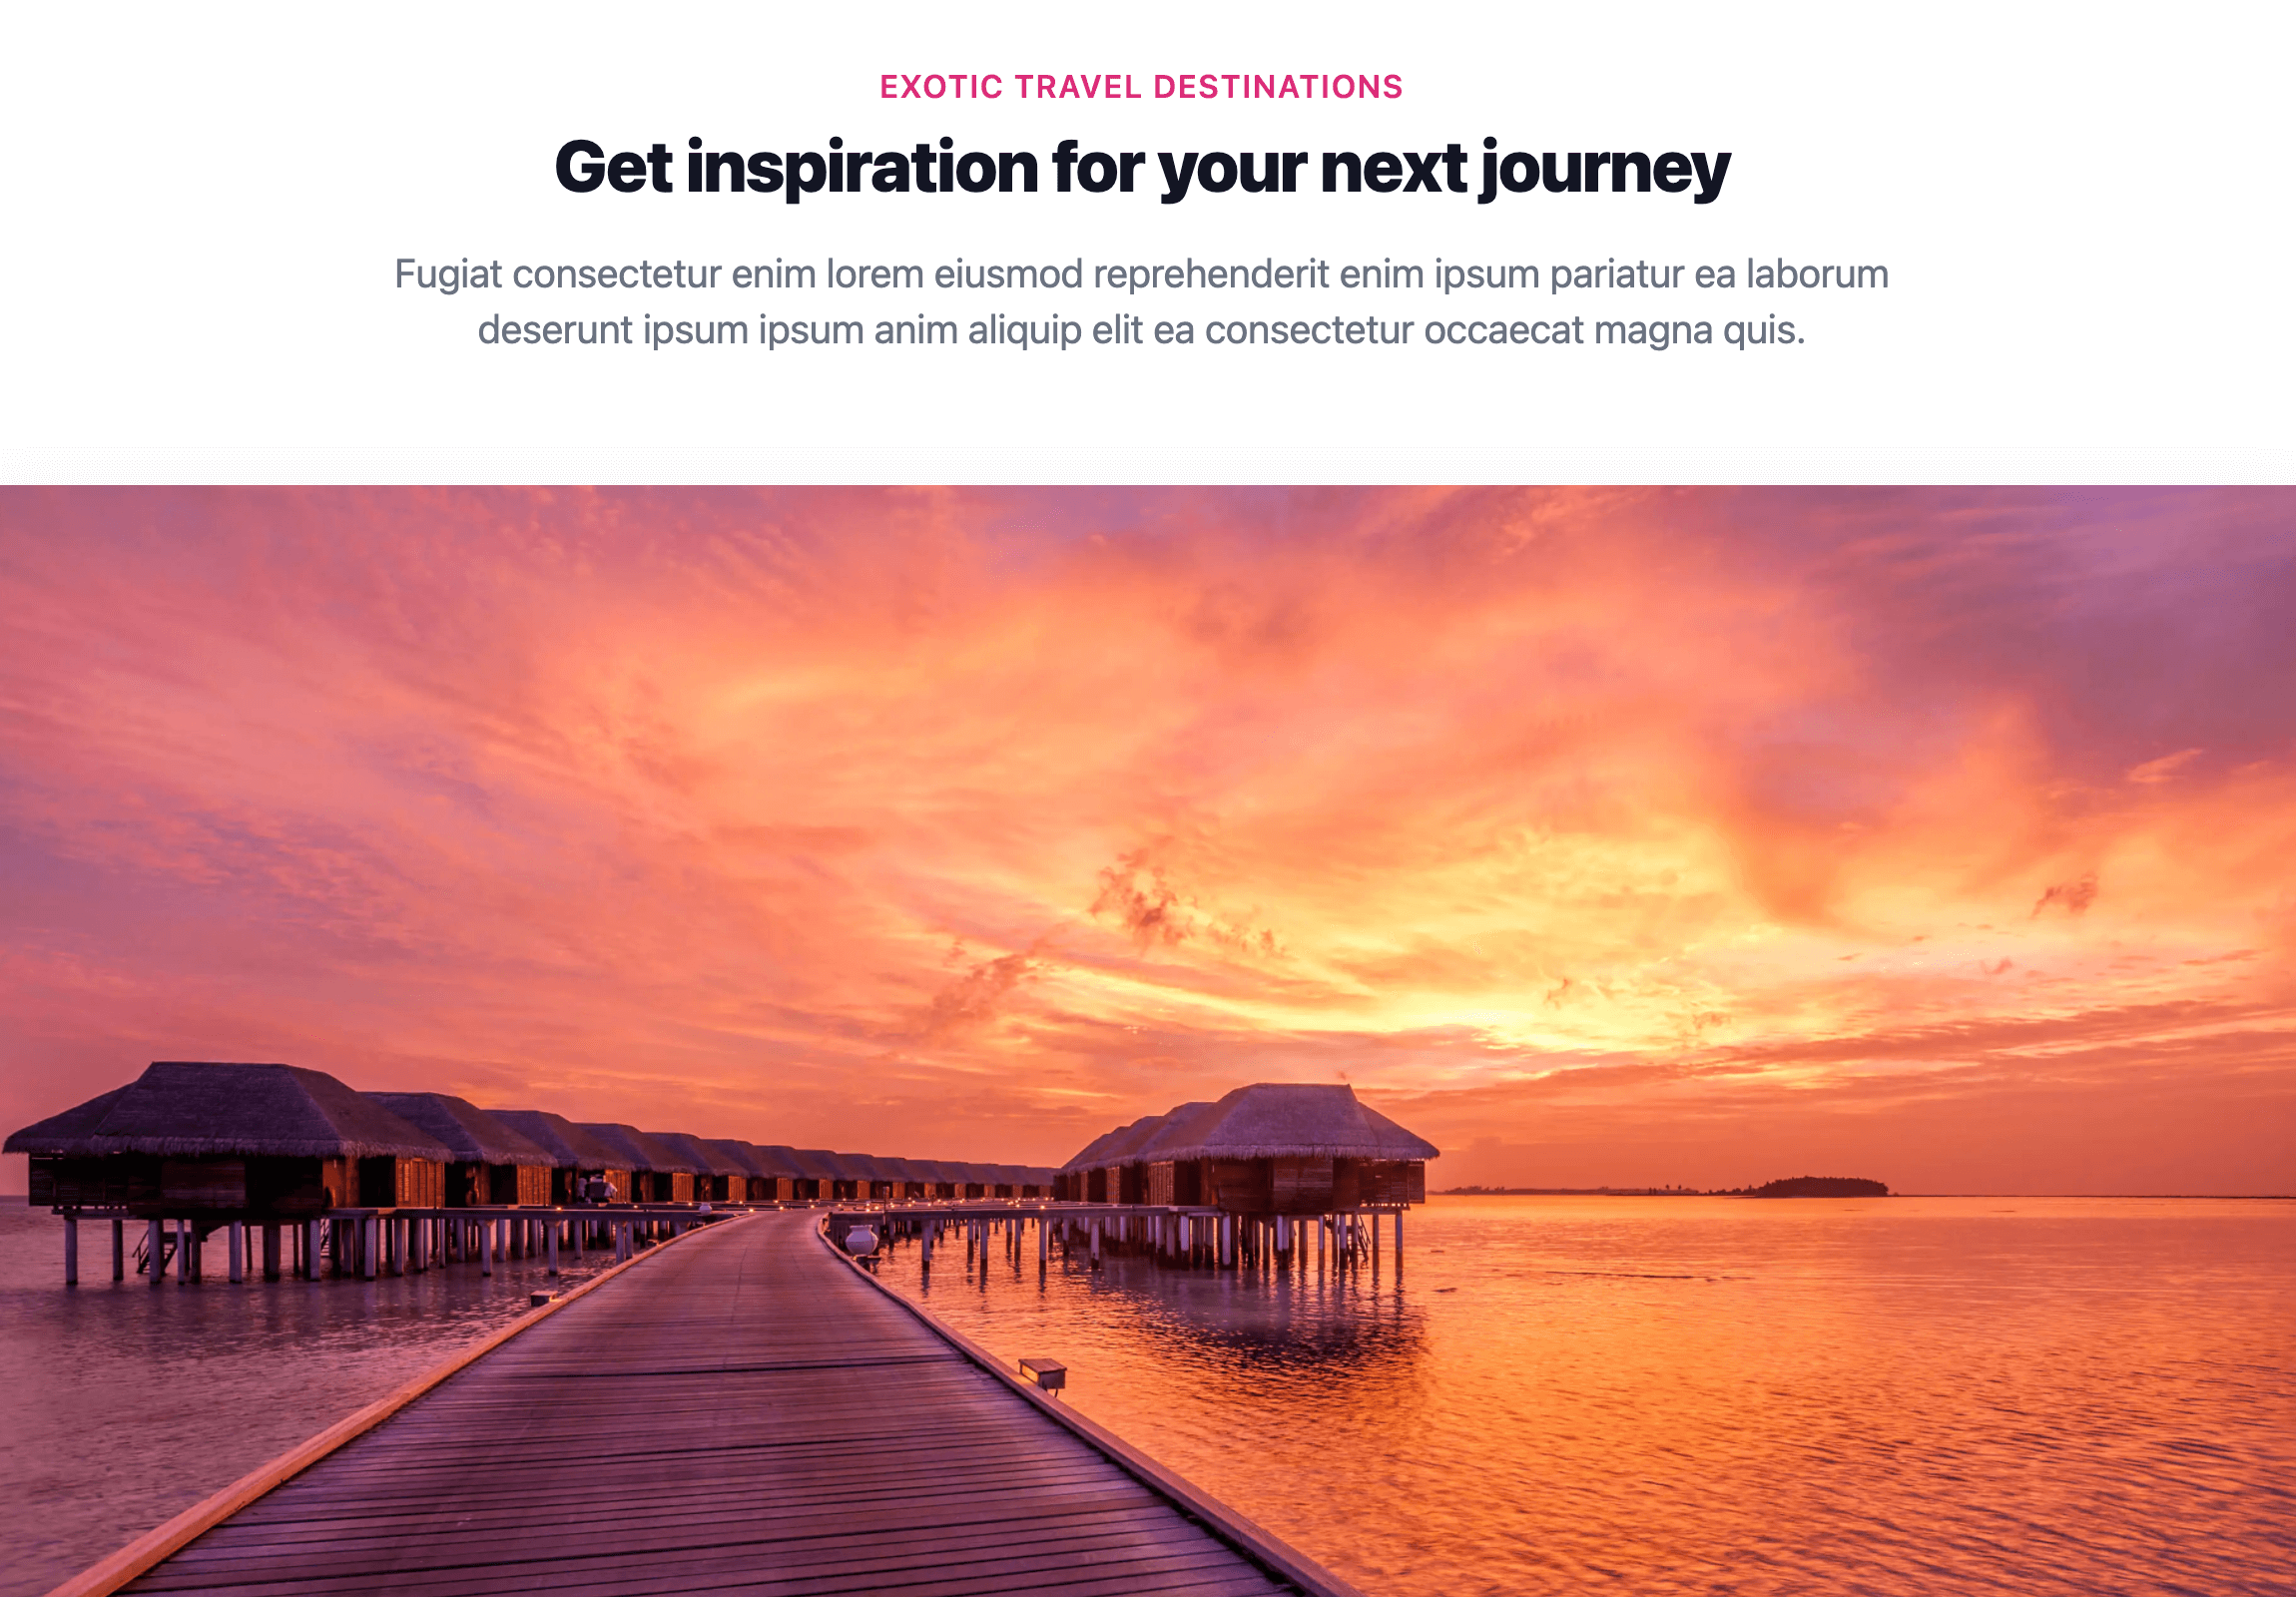 EXOTIC TRAVEL DESTINATIONS
Get inspiration for your next journey
Fugiat consectetur enim lorem eiusmod reprehenderit enim ipsum pariatur ea laborum
deserunt ipsum ipsum anim aliquip elit ea consectetur occaecat magna quis.